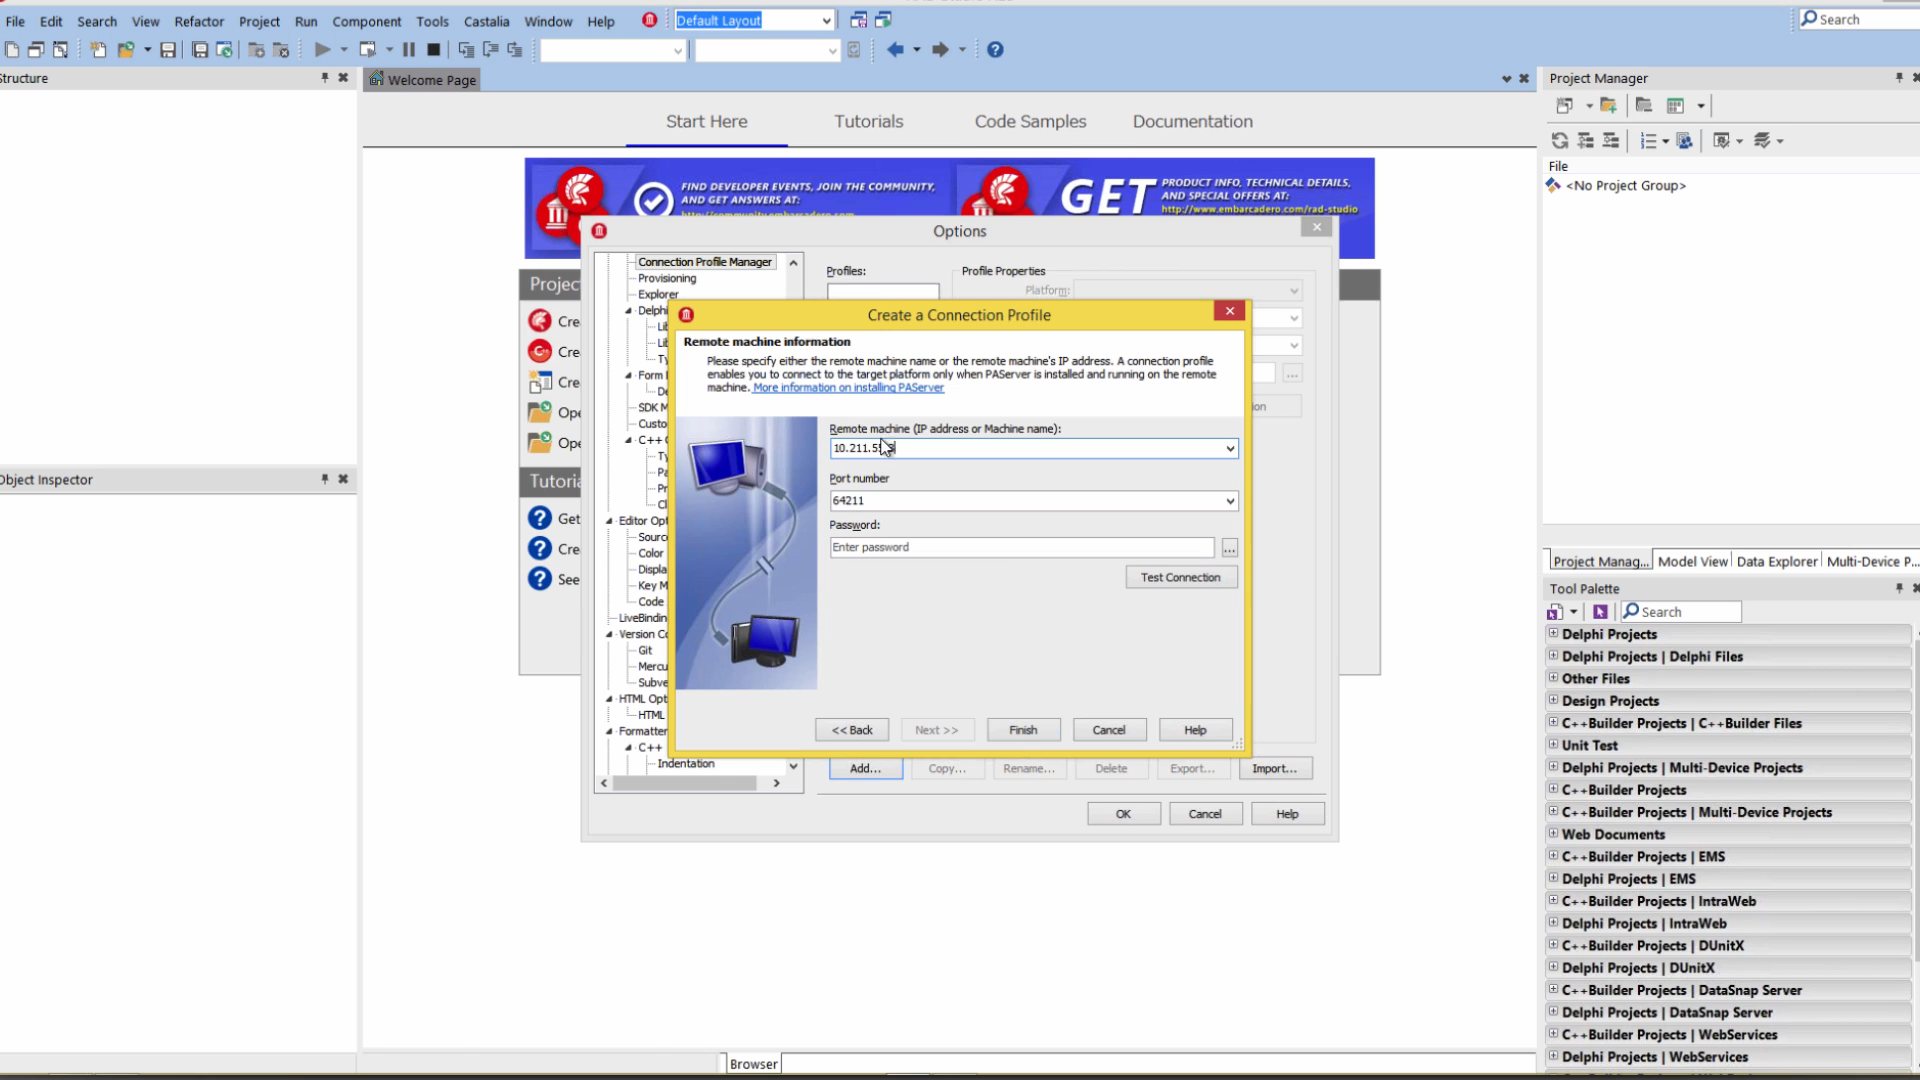 File Edit Search View Refactor Project Run Component Tools Castalia Window Help
Default Layout
Search
Structure
Welcome Page
Project Manager
Start Here Tutorials Code Samples Documentation
File
<No Project Group>
FIND DEVELOPER EVENTS, JOIN THE COMMUNITY,
AND GET ANSWERS AT:
GET
PRODUCT INFO, TECHNICAL DETAILS,
AND SPECIAL OFFERS AT:
http://www.embarcadero.com/rad-studio
Options
Connection Profile Manager
Provisioning
Explorer
Profiles:
Profile Properties
Platform:
Create a Connection Profile
Remote machine information
Please specify either the remote machine name or the remote machine's IP address. A connection profile
enables you to connect to the target platform only when PAServer is installed and running on the remote
machine. More information on installing PAServer
Remote machine (IP address or Machine name):
Port number
64211
Password:
Enter password
...
Test Connection
<< Back Next >> Finish Cancel Help
Git
Indentation
Add... Copy... Rename... Delete Export... Import...
OK Cancel Help
Object Inspector
Project Manag... Model View Data Explorer Multi-Device P...
Tool Palette
Search
Delphi Projects
Delphi Projects | Delphi Files
Other Files
Design Projects
C++Builder Projects | C++Builder Files
Unit Test
Delphi Projects | Multi-Device Projects
C++Builder Projects
C++Builder Projects | Multi-Device Projects
Web Documents
C++Builder Projects | EMS
Delphi Projects | EMS
C++Builder Projects | IntraWeb
Delphi Projects | IntraWeb
C++Builder Projects | DUnitX
Delphi Projects | DUnitX
C++Builder Projects | DataSnap Server
Delphi Projects | DataSnap Server
C++Builder Projects | WebServices
Delphi Projects | WebServices
Browser